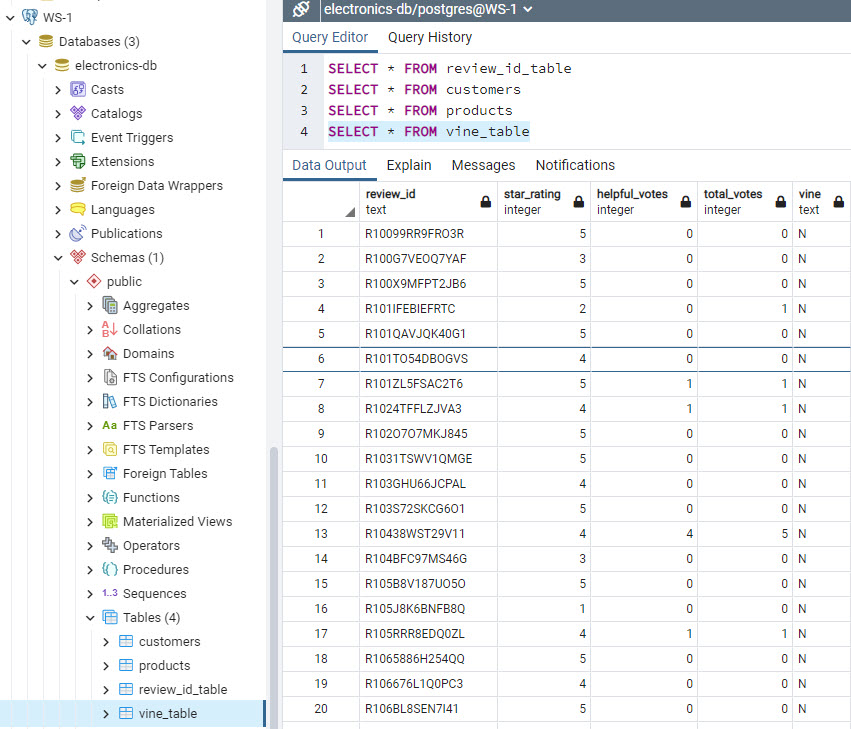 WS-1
Databases (3)
electronics-db
Casts
Catalogs
Event Triggers
Extensions
Foreign Data Wrappers
Languages
Publications
Schemas (1)
public
Aggregates
Collations
Domains
FTS Configurations
FTS Dictionaries
Aa FTS Parsers
FTS Templates
Foreign Tables
Functions
Materialized Views
Operators
Procedures
1..3 Sequences
Tables (4)
customers
products
review_id_table
vine_table
electronics-db/postgres@WS-1
Query Editor Query History
1 SELECT * FROM review_id_table
2 SELECT * FROM customers
3 SELECT * FROM products
4 SELECT * FROM vine_table
Data Output Explain Messages Notifications
review_id star_rating helpful_votes total_votes vine
text integer integer integer text
1 R10099RR9FRO3R 5 0 0 N
2 R100G7VEOQ7YAF 3 0 0 N
3 R100X9MFPT2JB6 5 0 0 N
4 R101IFEBIEFRTC 2 0 1 N
5 R101QAVJQK40G1 5 0 0 N
6 R101TO54DBOGVS 4 0 0 N
7 R101ZL5FSAC2T6 5 1 1 N
8 R1024TFFLZJVA3 4 1 1 N
9 R102O7O7MKJ845 5 0 0 N
10 R1031TSWV1QMGE 5 0 0 N
11 R103GHU66JCPAL 4 0 0 N
12 R103S72SKCG6O1 5 0 0 N
13 R10438WST29V11 4 4 5 N
14 R104BFC97MS46G 3 0 0 N
15 R105B8V187UO5O 5 0 0 N
16 R105J8K6BNFB8Q 1 0 0 N
17 R105RRR8EDQ0ZL 4 1 1 N
18 R1065886H254QQ 5 0 0 N
19 R106676L1Q0PC3 4 0 0 N
20 R106BL8SEN7I41 5 0 0 N